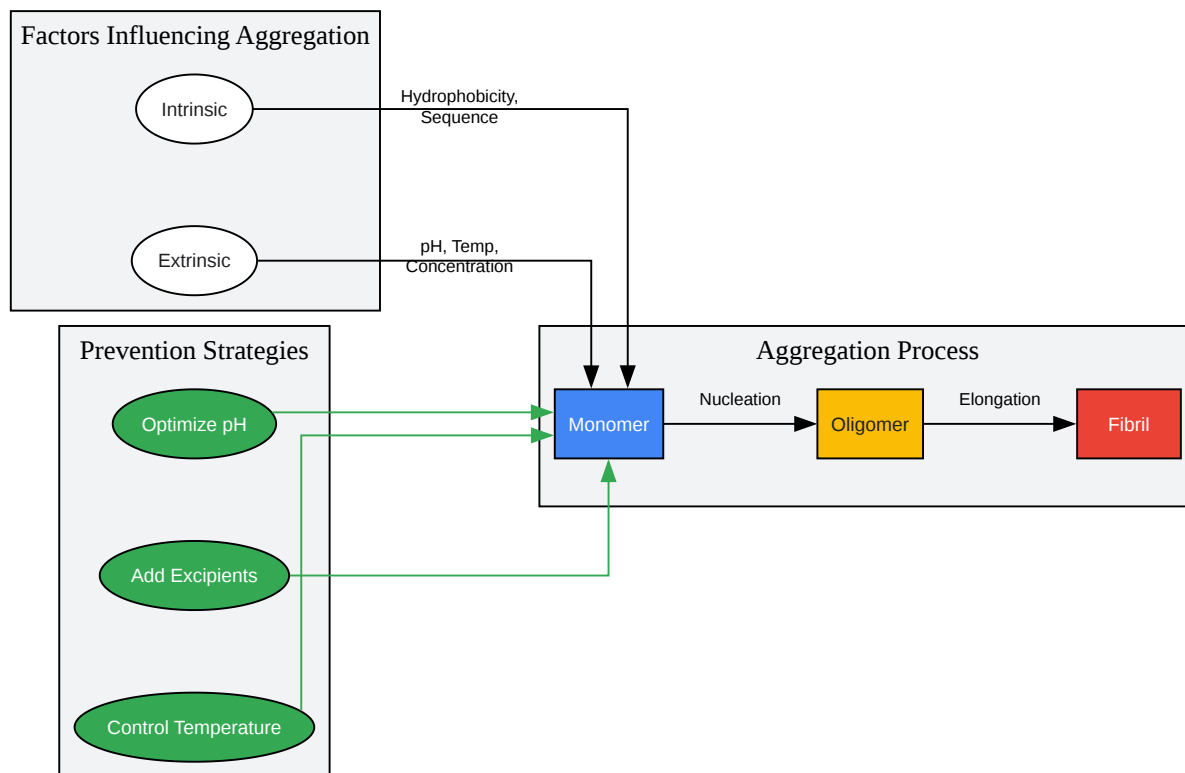 Factors Influencing Aggregation
Intrinsic
Hydrophobicity,
Sequence
Extrinsic
pH, Temp,
Concentration
Prevention Strategies
Optimize pH
Add Excipients
Control Temperature
Aggregation Process
Monomer
Nucleation
Oligomer
Elongation
Fibril